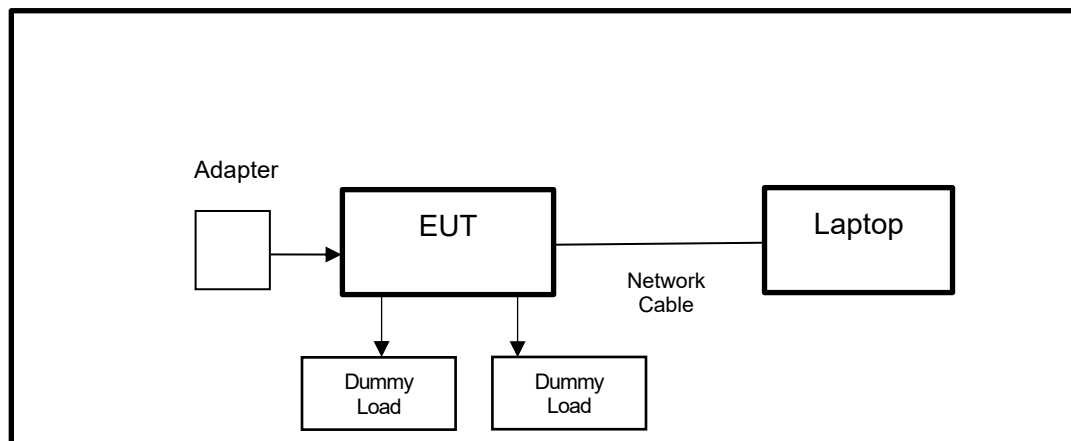 Adapter
EUT
Laptop
Network
Cable
Dummy
Load
Dummy
Load